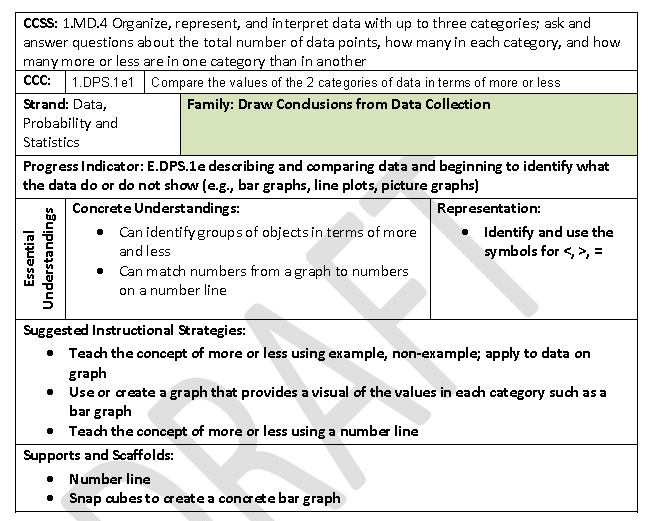 CCSS: 1.MD.4 Organize, represent, and interpret data with up to three categories; ask and
answer questions about the total number of data points, how many in each category, and how
many more or less are in one category than in another
CCC: 1.DPS.1e1 Compare the values of the 2 categories of data in terms of more or less
Strand: Data,
Probability and
Statistics
Family: Draw Conclusions from Data Collection
Progress Indicator: E.DPS.1e describing and comparing data and beginning to identify what
the data do or do not show (e.g., bar graphs, line plots, picture graphs)
Essential
Understandings
Concrete Understandings:
• Can identify groups of objects in terms of more
and less
• Can match numbers from a graph to numbers
on a number line
Representation:
• Identify and use the
symbols for <, >, =
Suggested Instructional Strategies:
• Teach the concept of more or less using example, non-example; apply to data on
graph
• Use or create a graph that provides a visual of the values in each category such as a
bar graph
• Teach the concept of more or less using a number line
Supports and Scaffolds:
• Number line
• Snap cubes to create a concrete bar graph
DRAFT